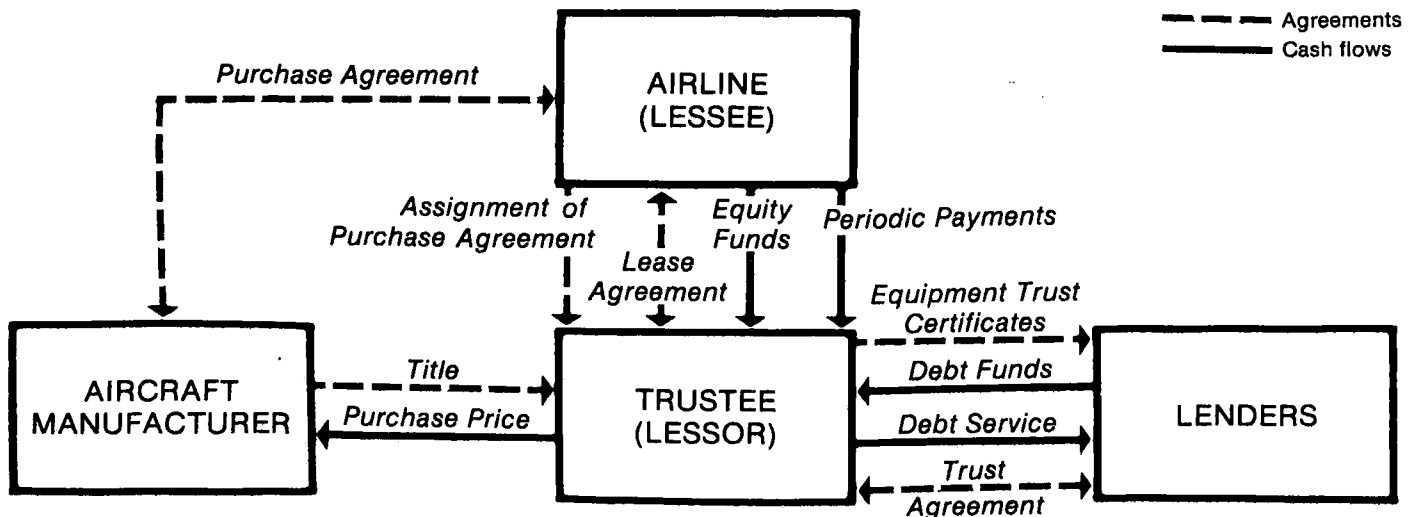 Agreements
Cash flows
Purchase Agreement
AIRLINE
(LESSEE)
Assignment of
Purchase Agreement
Lease
Agreement
Equity
Funds
Periodic Payments
Equipment Trust
Certificates
AIRCRAFT
MANUFACTURER
Title
Purchase Price
TRUSTEE
(LESSOR)
Debt Funds
Debt Service
Trust
Agreement
LENDERS